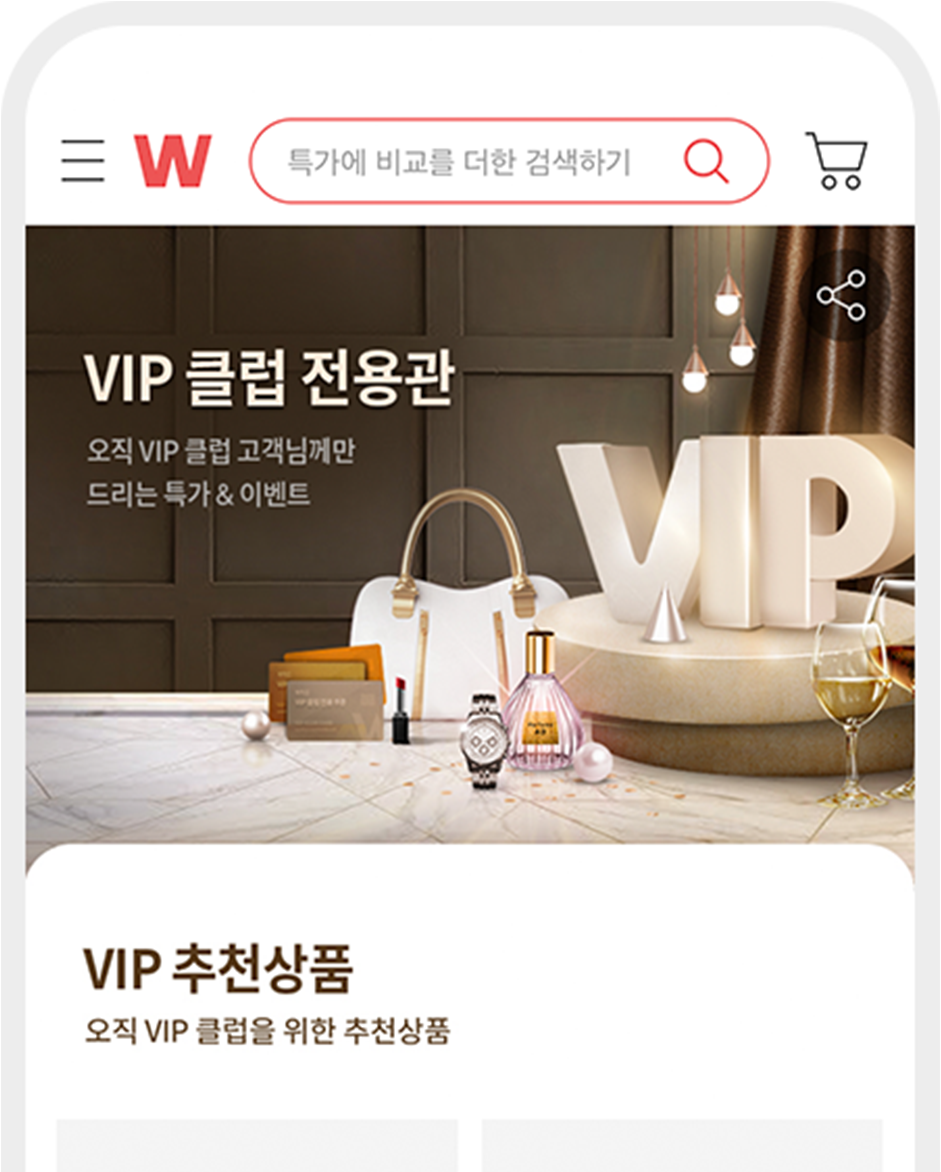 W
특가에 비교를 더한 검색하기
VIP 클럽 전용관
오직 VIP 클럽 고객님께만
드리는 특가 & 이벤트
VIP
VIP 추천상품
오직 VIP 클럽을 위한 추천상품